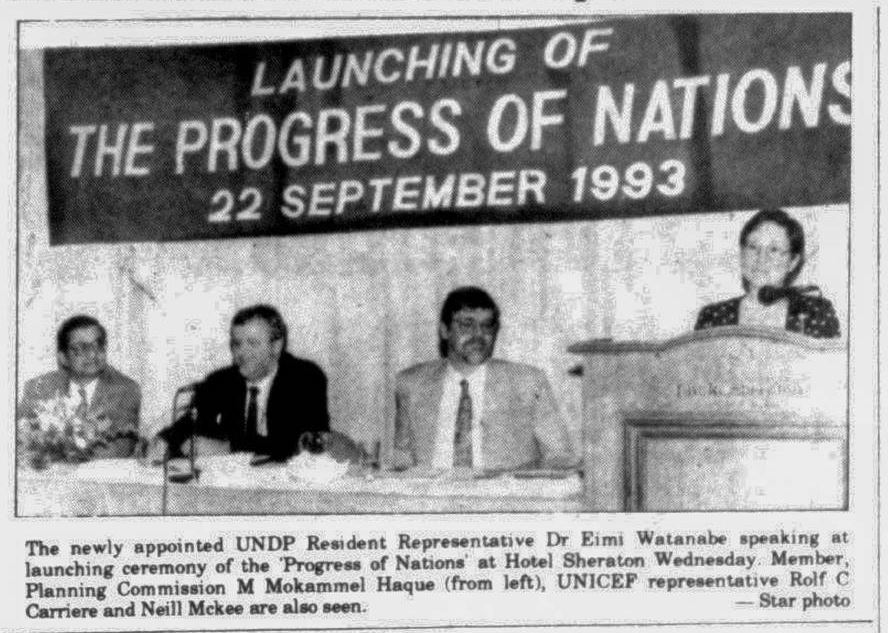 LAUNCHING OF
THE PROGRESS OF NATIONS
22 SEPTEMBER 1993
The newly appointed UNDP Resident Representative Dr Eimi Watanabe speaking at
launching ceremony of the 'Progress of Nations' at Hotel Sheraton Wednesday. Member,
Planning Commission M Mokammel Haque (from left), UNICEF representative Rolf C
Carriere and Neill Mckee are also seen.
— Star photo